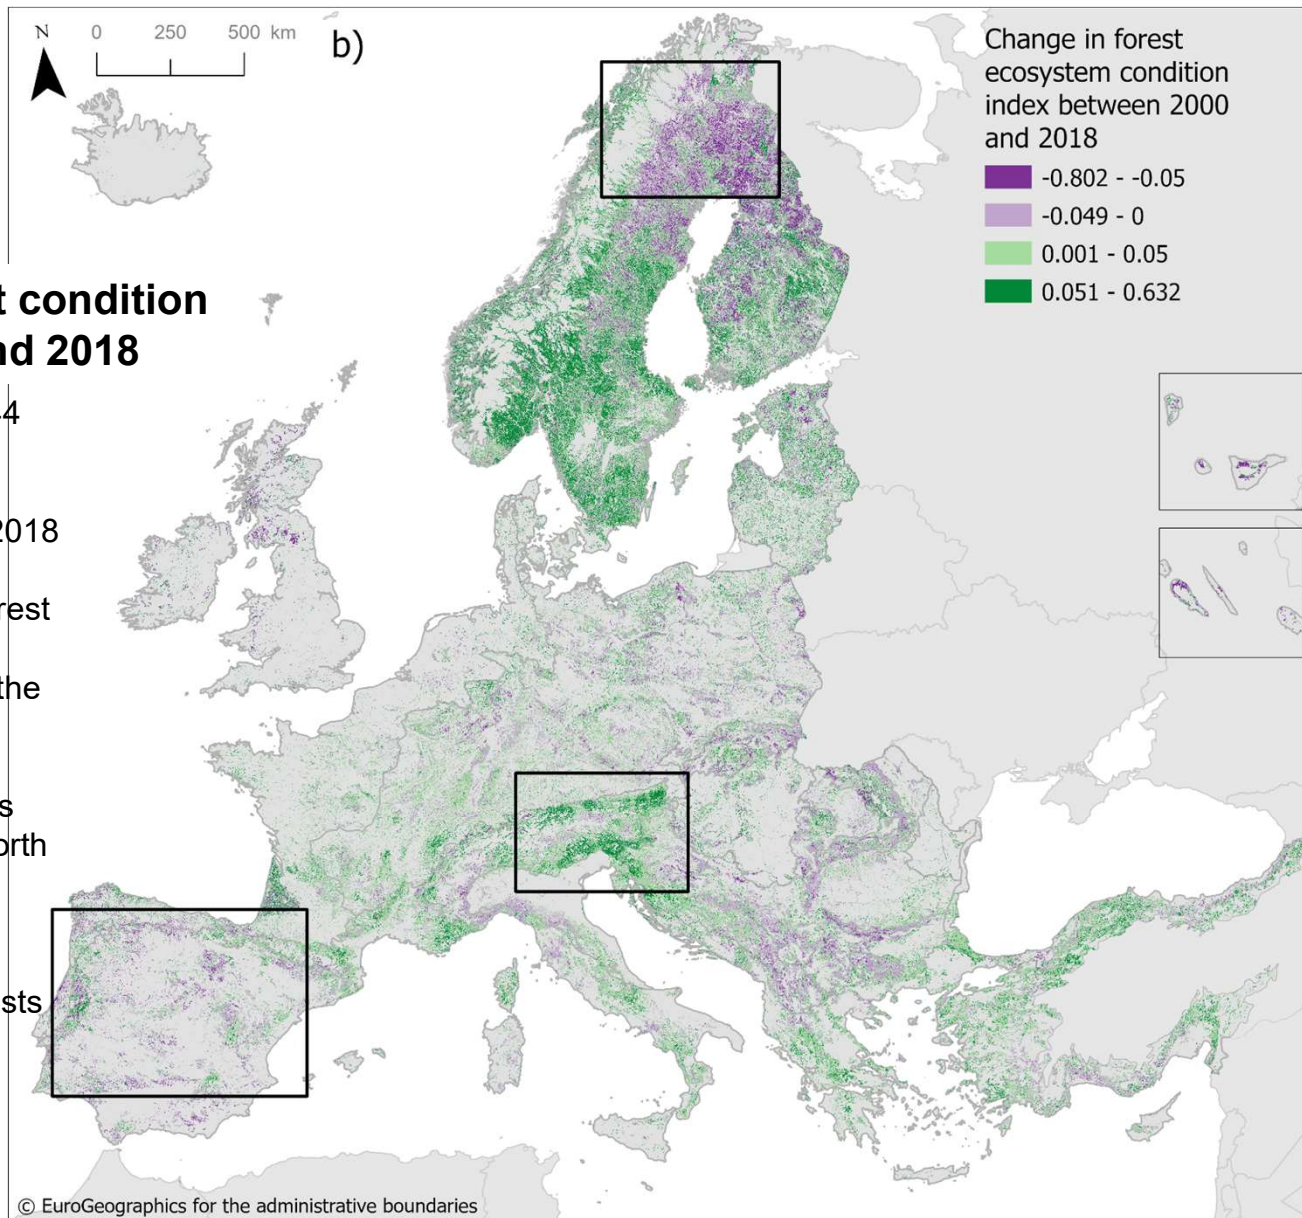 N
0 250 500 km
b)
Change in forest
ecosystem condition
index between 2000
and 2018
-0.802 - -0.05
-0.049 - 0
0.001 - 0.05
0.051 - 0.632
t condition
nd 2018
4
2018
rest
the
s
orth
sts
© EuroGeographics for the administrative boundaries